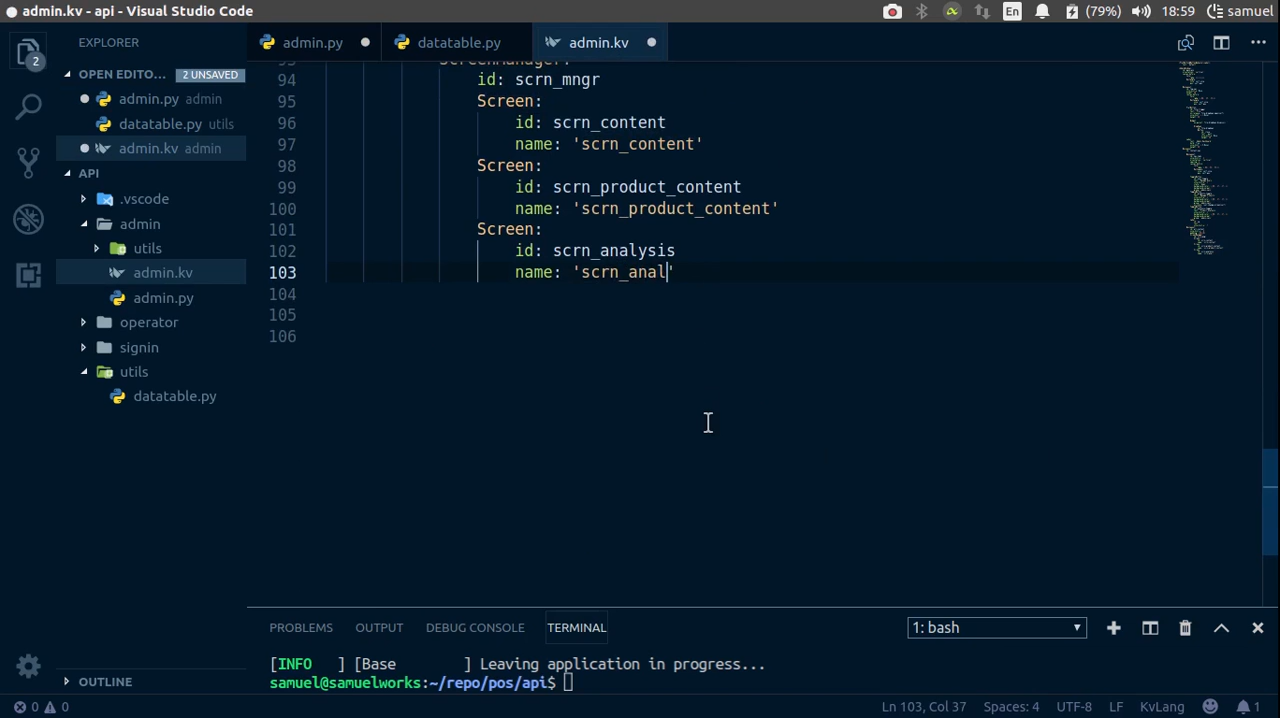 admin.kv - api - Visual Studio Code
En
(79%)
18:59
samuel
2
EXPLORER
OPEN EDITO... 2 UNSAVED
admin.py admin
datatable.py utils
admin.kv admin
API
.vscode
admin
utils
admin.kv
admin.py
operator
signin
utils
datatable.py
OUTLINE
admin.py
datatable.py
admin.kv
93 ScreenManager:
94 id: scrn_mngr
95 Screen:
96 id: scrn_content
97 name: 'scrn_content'
98 Screen:
99 id: scrn_product_content
100 name: 'scrn_product_content'
101 Screen:
102 id: scrn_analysis
103 name: 'scrn_anal'
104
105
106
PROBLEMS OUTPUT DEBUG CONSOLE TERMINAL 1: bash
[INFO ] [Base ] Leaving application in progress...
samuel@samuelworks:~/repo/pos/api$
0 0 Ln 103, Col 37 Spaces: 4 UTF-8 LF KvLang 1